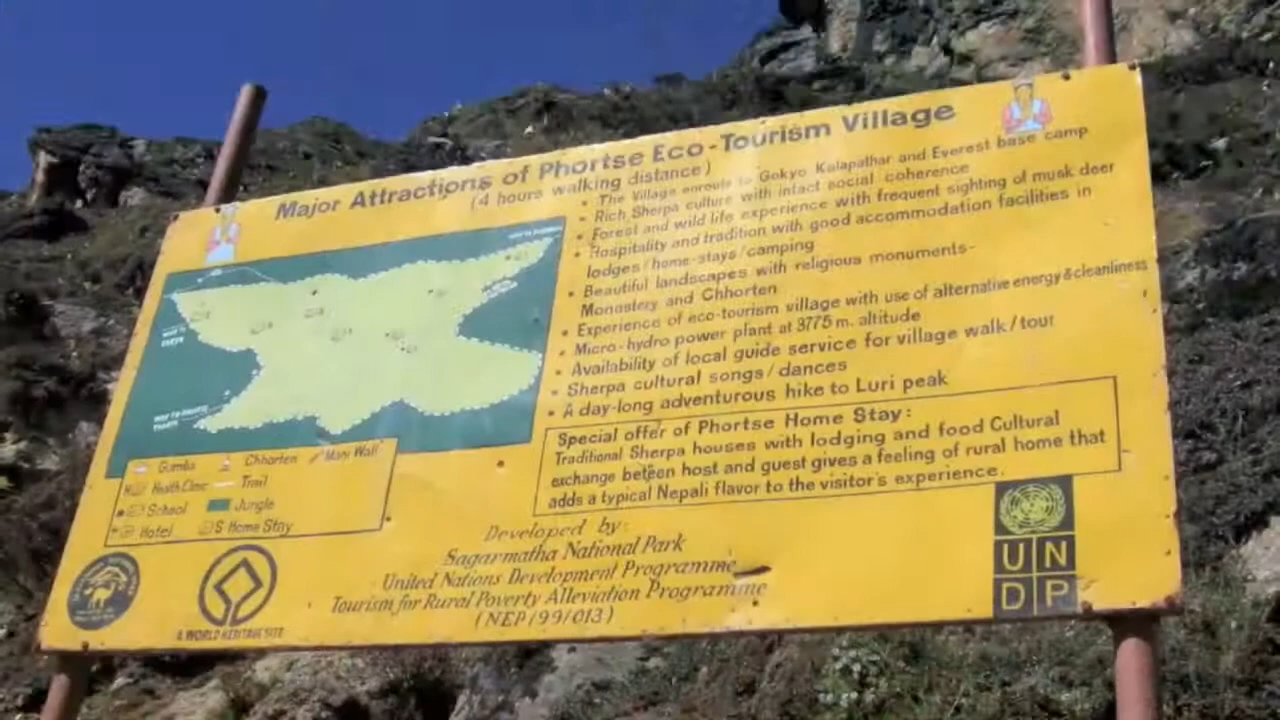 Major Attractions of Phortse Eco-Tourism Village
(4 hours walking distance)
• The Village enroute to Gokyo Kalapathar and Everest base camp
• Rich Sherpa culture with intact social coherence
• Forest and wild life experience with frequent sighting of musk deer
• Hospitality and tradition with good accommodation facilities in
lodges/home-stays/camping
• Beautiful landscapes with religious monuments-
Monastery and Chhorten
• Experience of eco-tourism village with use of alternative energy & cleanliness
• Micro-hydro power plant at 3775 m. altitude
• Availability of local guide service for village walk/tour
• Sherpa cultural songs/dances
• A day-long adventurous hike to Luri peak
Special offer of Phortse Home Stay:
Traditional Sherpa houses with lodging and food Cultural
exchange beteen host and guest gives a feeling of rural home that
adds a typical Nepali flavor to the visitor's experience.
WAY TO
WAY TO
Gumba Chhorten Mani Wall
Health Clinic Trail
School Jungle
Hotel S Home Stay
Developed by:
Sagarmatha National Park
United Nations Development Programme
Tourism for Rural Poverty Alleviation Programme
(NEP/99/013)
A WORLD HERITAGE SITE
UN
DP